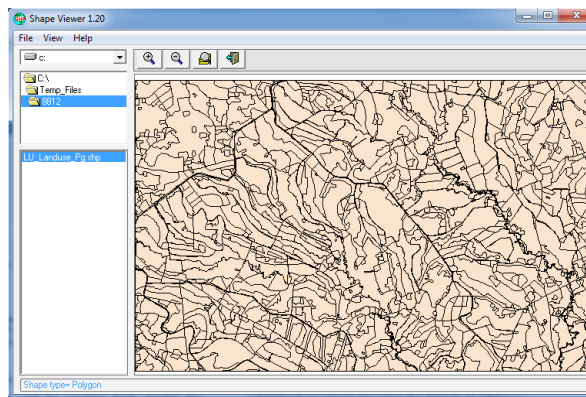 Shape Viewer 1.20
File View Help
c:
C:\
Temp_Files
8812
LU_Landuse_Pg.shp
Shape type= Polygon